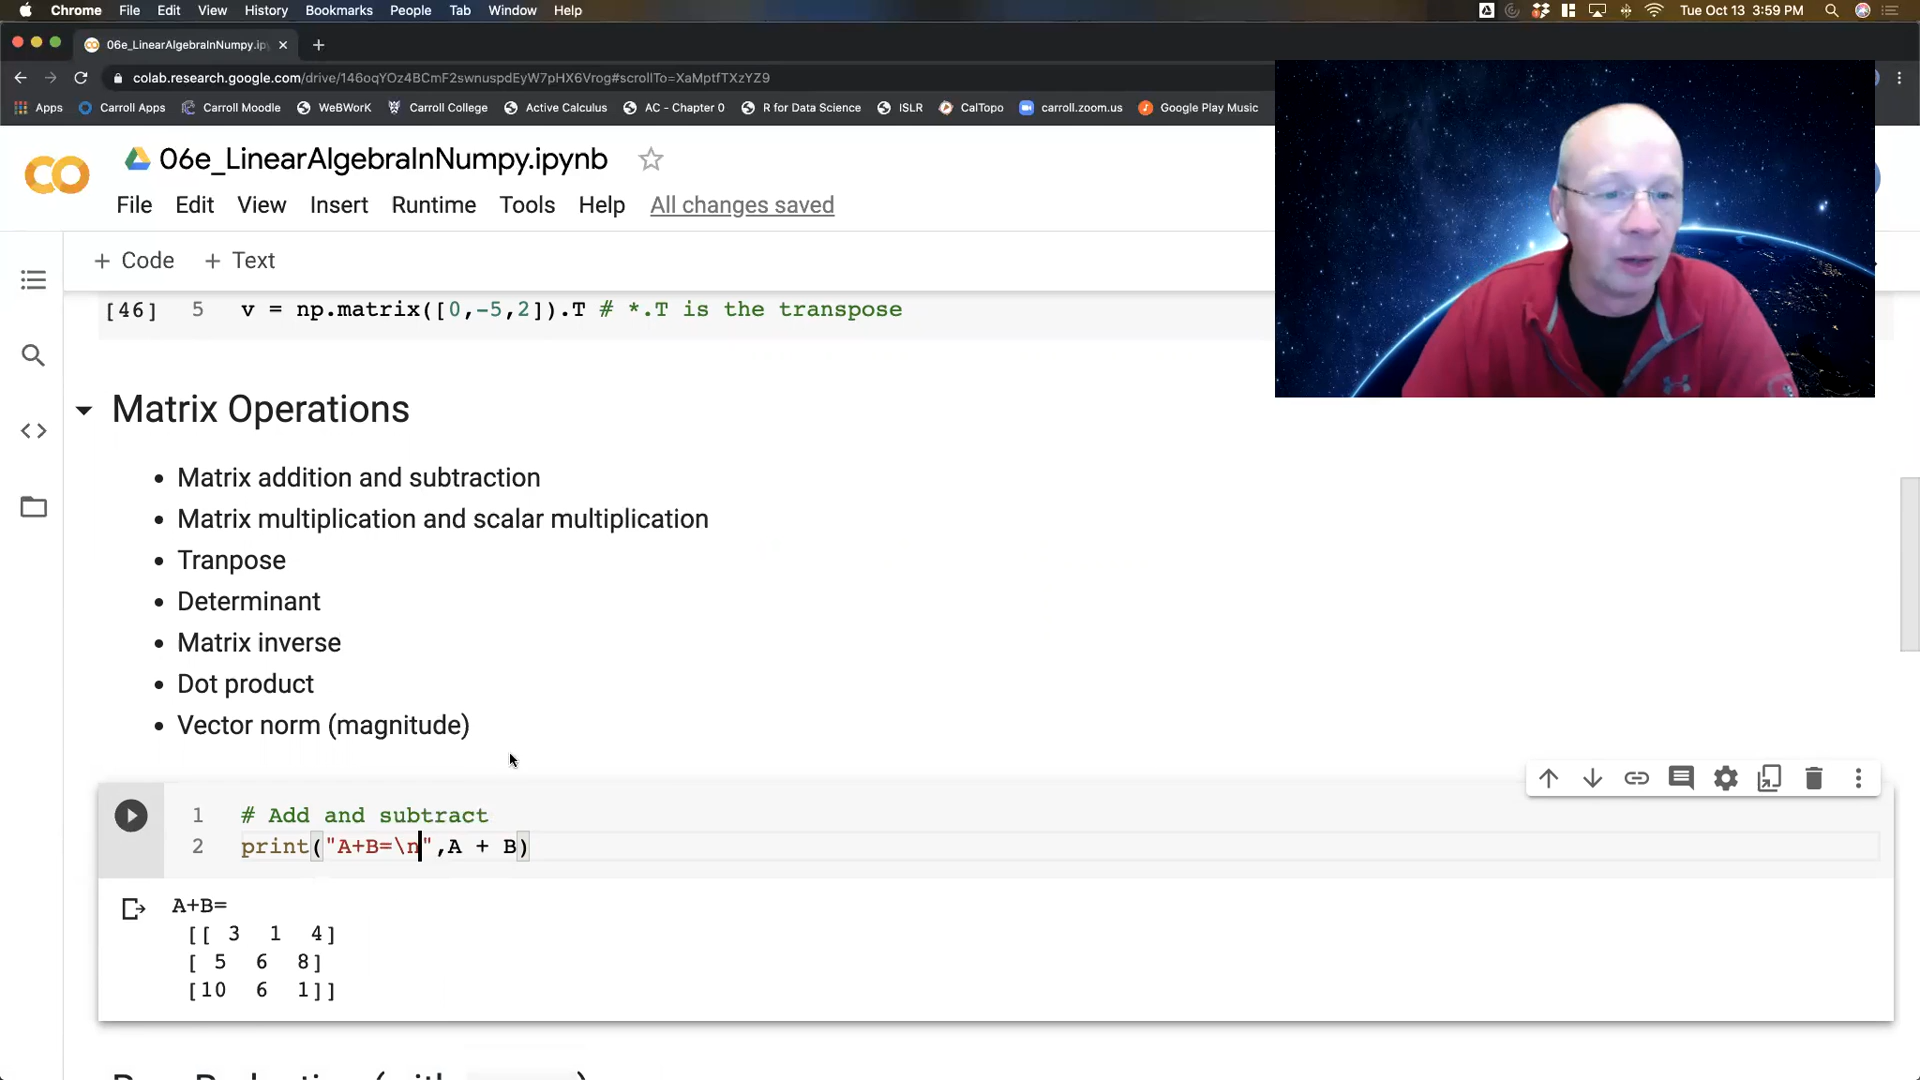 Chrome File Edit View History Bookmarks People Tab Window Help
Tue Oct 13 3:59 PM
06e_LinearAlgebraInNumpy.ip
colab.research.google.com/drive/146oqYOz4BCmF2swnuspdEyW7pHX6Vrog#scrollTo=XaMptfTXzYZ9
Apps Carroll Apps Carroll Moodle WeBWorK Carroll College Active Calculus AC - Chapter 0 R for Data Science ISLR CalTopo carroll.zoom.us Google Play Music
06e_LinearAlgebraInNumpy.ipynb
File Edit View Insert Runtime Tools Help All changes saved
+ Code + Text
[46] 5 v = np.matrix([0,-5,2]).T # *.T is the transpose
Matrix Operations
• Matrix addition and subtraction
• Matrix multiplication and scalar multiplication
• Tranpose
• Determinant
• Matrix inverse
• Dot product
• Vector norm (magnitude)
1 # Add and subtract
2 print("A+B=\n",A + B)
A+B=
[[ 3 1 4]
[ 5 6 8]
[10 6 1]]